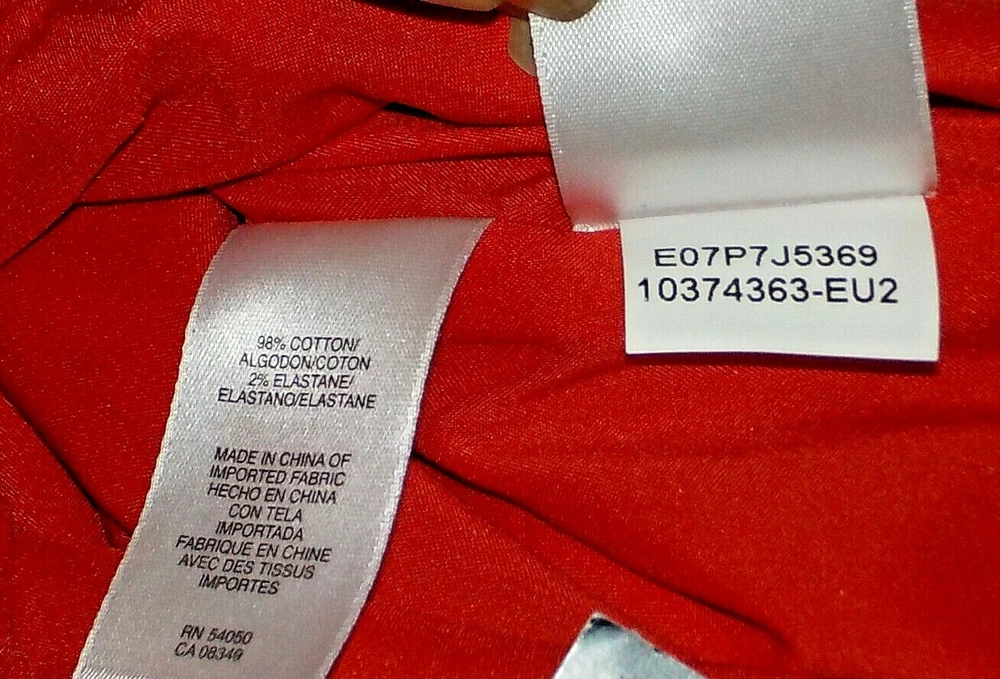 E07P7J5369
10374363-EU2
98% COTTON/
ALGODON/COTON
2% ELASTANE/
ELASTANO/ELASTANE
MADE IN CHINA OF
IMPORTED FABRIC
HECHO EN CHINA
CON TELA
IMPORTADA
FABRIQUE EN CHINE
AVEC DES TISSUS
IMPORTES
RN 54050
CA 08349